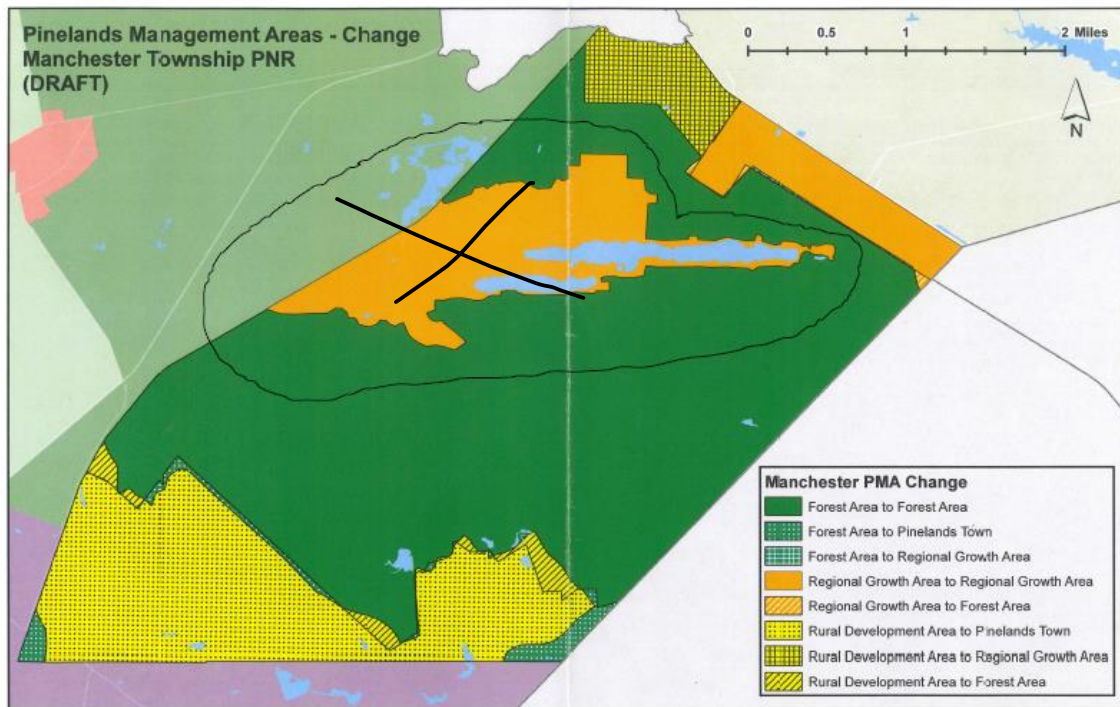 Pinelands Management Areas - Change
Manchester Township PNR
(DRAFT)
0 0.5 1 2 Miles
N
Manchester PMA Change
Forest Area to Forest Area
Forest Area to Pinelands Town
Forest Area to Regional Growth Area
Regional Growth Area to Regional Growth Area
Regional Growth Area to Forest Area
Rural Development Area to Pinelands Town
Rural Development Area to Regional Growth Area
Rural Development Area to Forest Area